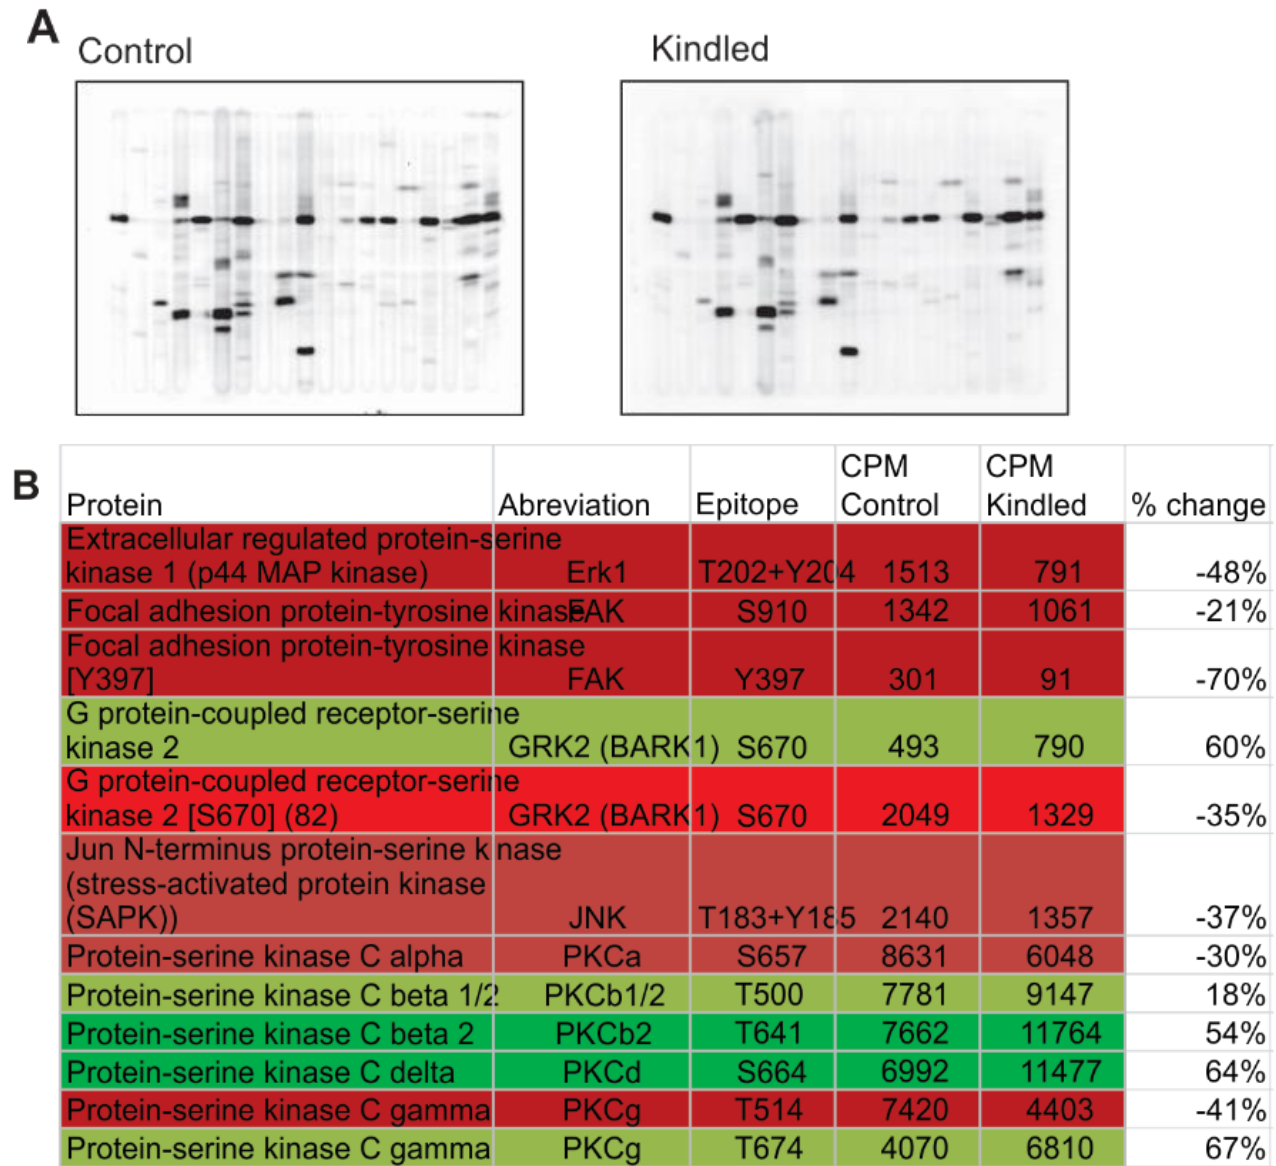 A
Control
Kindled
B
Protein
Abreviation
Epitope
CPM
Control
CPM
Kindled
% change
Extracellular regulated protein-serine
kinase 1 (p44 MAP kinase) Erk1 T202+Y204 1513 791 -48%
Focal adhesion protein-tyrosine kinase FAK S910 1342 1061 -21%
Focal adhesion protein-tyrosine kinase
[Y397] FAK Y397 301 91 -70%
G protein-coupled receptor-serine
kinase 2 GRK2 (BARK1) S670 493 790 60%
G protein-coupled receptor-serine
kinase 2 [S670] (82) GRK2 (BARK1) S670 2049 1329 -35%
Jun N-terminus protein-serine kinase
(stress-activated protein kinase
(SAPK)) JNK T183+Y185 2140 1357 -37%
Protein-serine kinase C alpha PKCa S657 8631 6048 -30%
Protein-serine kinase C beta 1/2 PKCb1/2 T500 7781 9147 18%
Protein-serine kinase C beta 2 PKCb2 T641 7662 11764 54%
Protein-serine kinase C delta PKCd S664 6992 11477 64%
Protein-serine kinase C gamma PKCg T514 7420 4403 -41%
Protein-serine kinase C gamma PKCg T674 4070 6810 67%